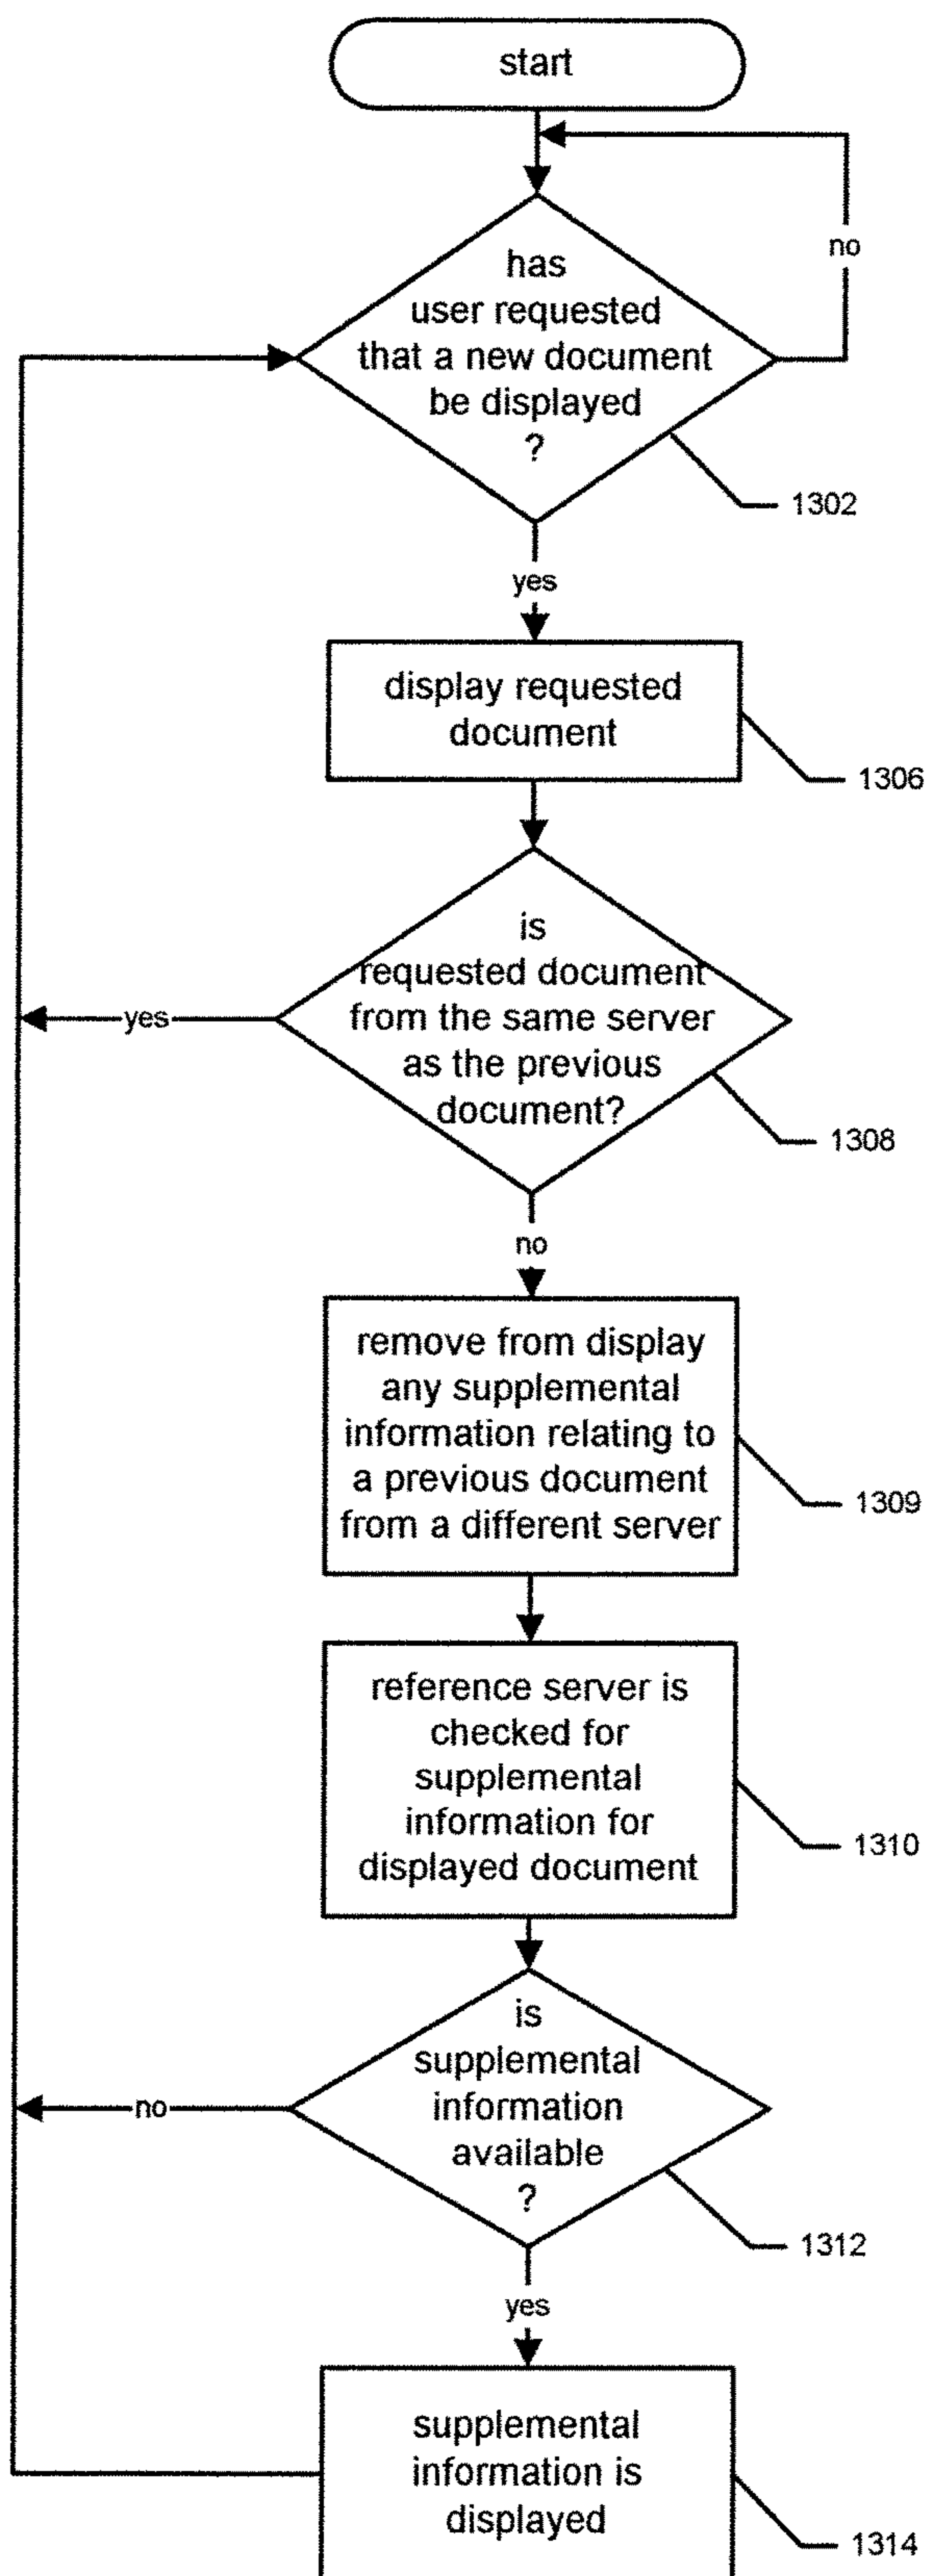 start
no
has
user requested
that a new document
be displayed
?
1302
yes
display requested
document
1306
is
requested document
from the same server
as the previous
document?
yes
1308
no
remove from display
any supplemental
information relating to
a previous document
from a different server
1309
reference server is
checked for
supplemental
information for
displayed document
1310
is
supplemental
information
available
?
no
1312
yes
supplemental
information is
displayed
1314